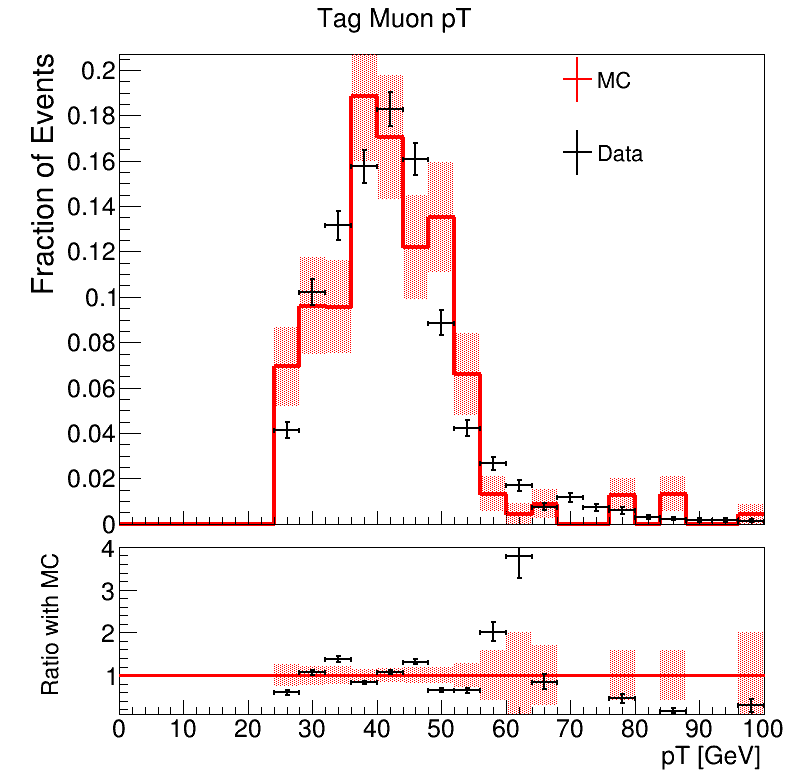 Tag Muon pT
Fraction of Events
0.2
0.18
0.16
0.14
0.12
0.1
0.08
0.06
0.04
0.02
0
MC
Data
Ratio with MC
4
3
2
1
0 10 20 30 40 50 60 70 80 90 100
pT [GeV]